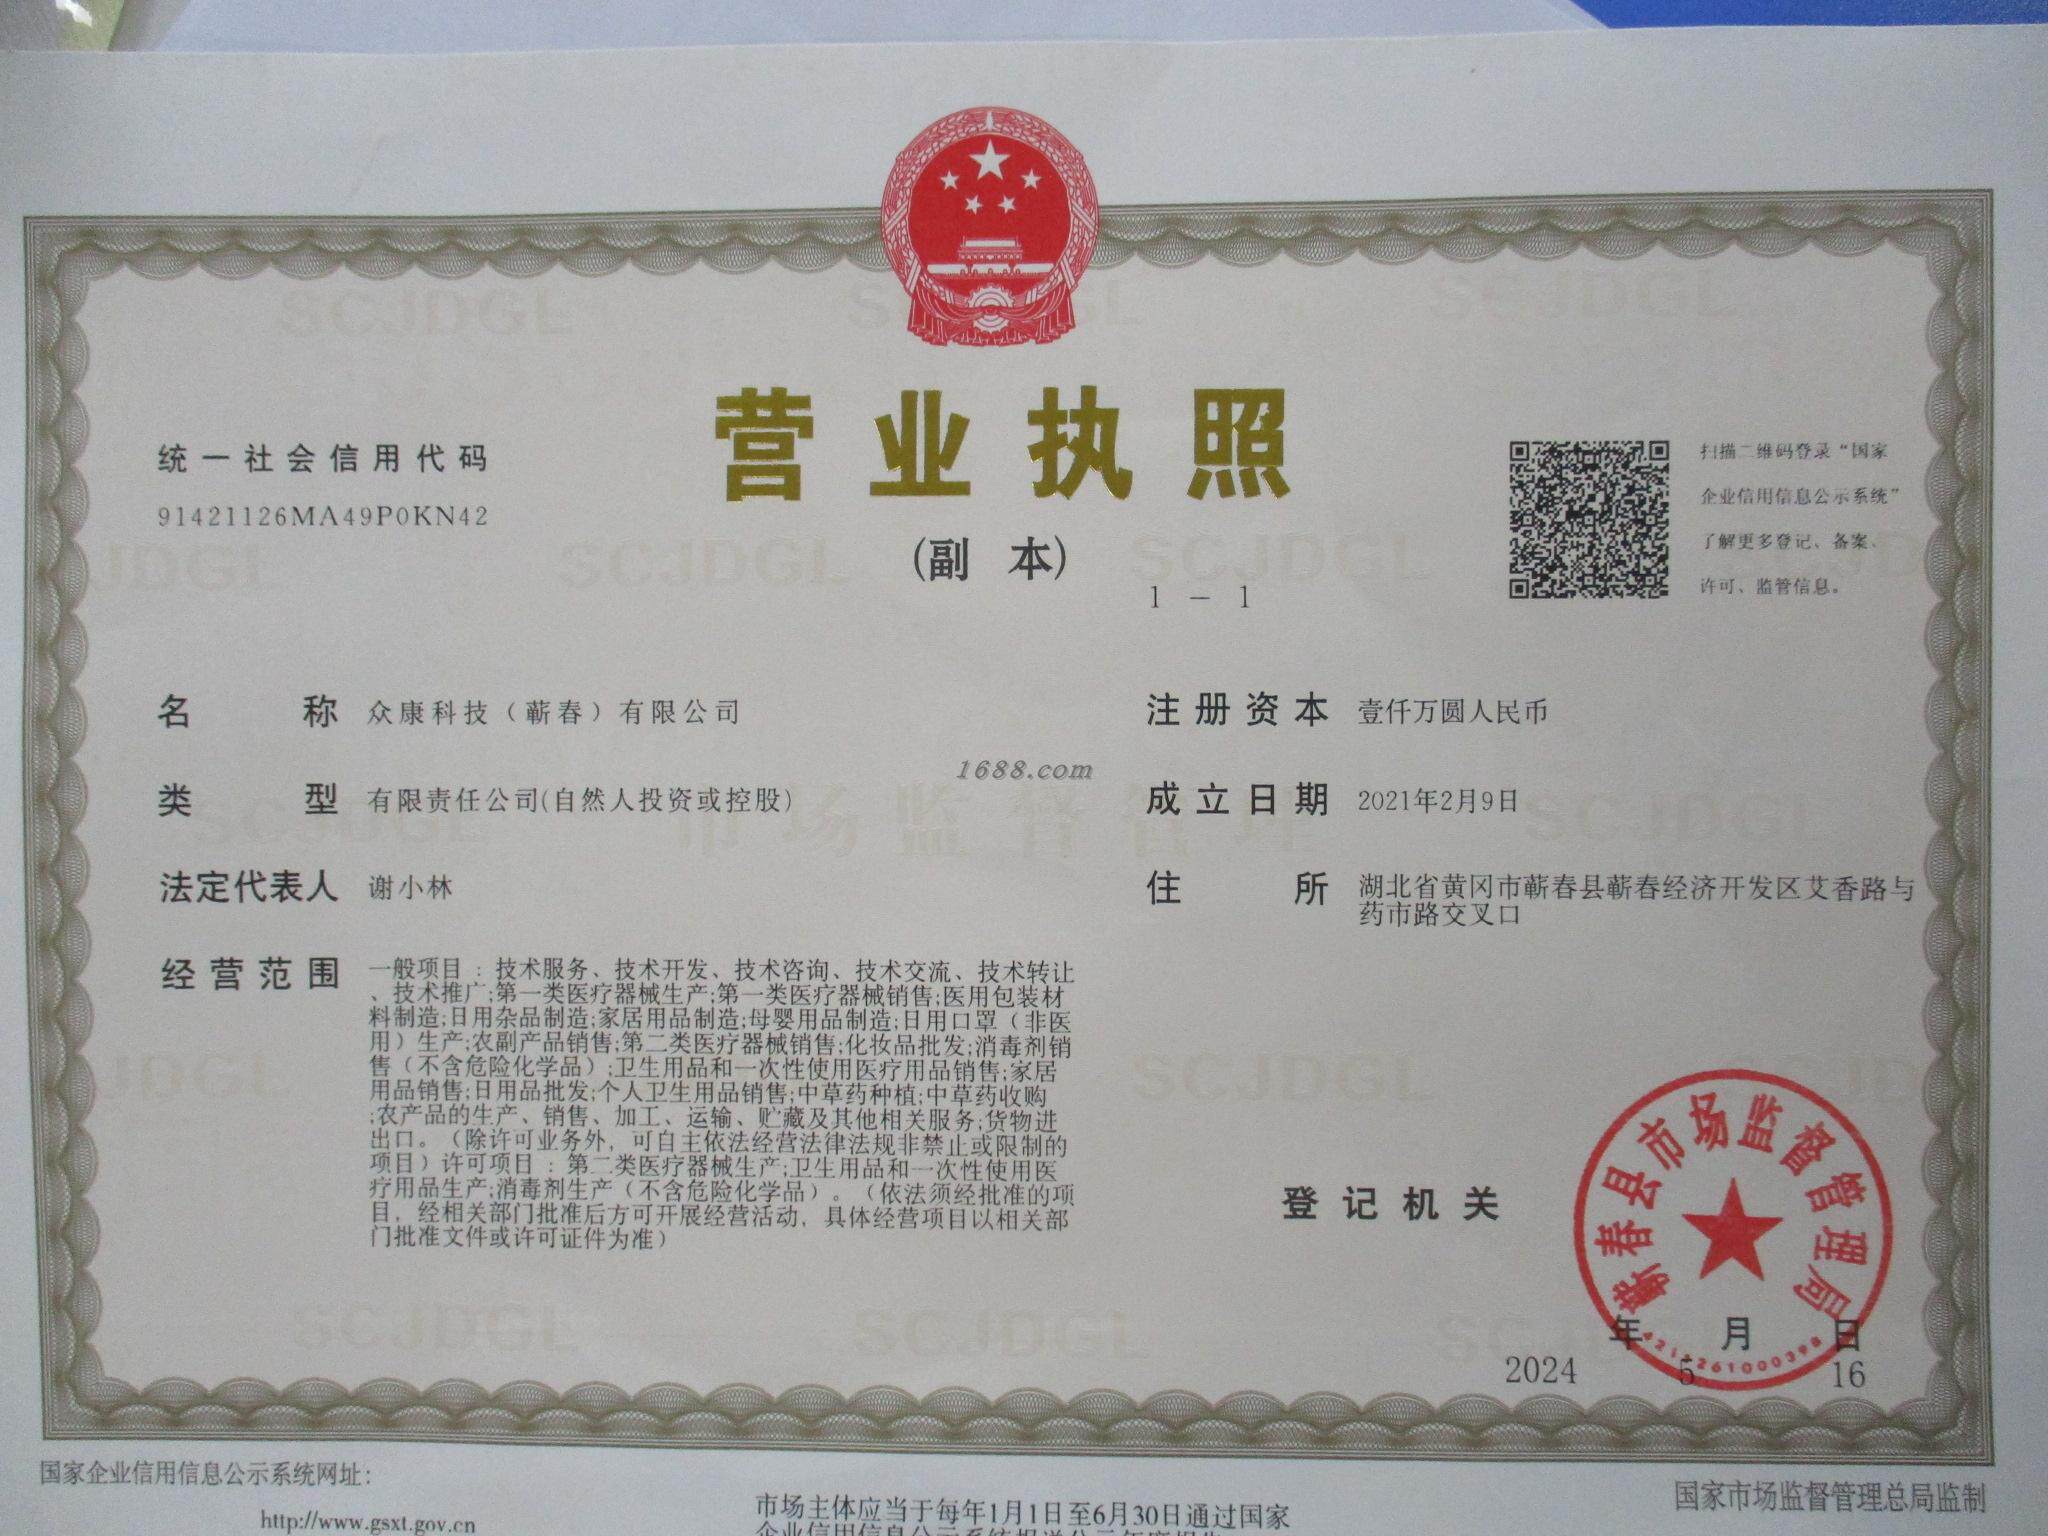 营业执照
(副 本)
1 - 1
统一社会信用代码
91421126MA49P0KN42
扫描二维码登录“国家
企业信用信息公示系统”
了解更多登记、备案、
许可、监管信息。
名 称 众康科技（蕲春）有限公司
类 型 有限责任公司(自然人投资或控股)
法定代表人 谢小林
经营范围 一般项目：技术服务、技术开发、技术咨询、技术交流、技术转让
、技术推广;第一类医疗器械生产;第一类医疗器械销售;医用包装材
料制造;日用杂品制造;家居用品制造;母婴用品制造;日用口罩（非医
用）生产;农副产品销售;第二类医疗器械销售;化妆品批发;消毒剂销
售（不含危险化学品）;卫生用品和一次性使用医疗用品销售;家居
用品销售;日用品批发;个人卫生用品销售;中草药种植;中草药收购
;农产品的生产、销售、加工、运输、贮藏及其他相关服务;货物进
出口。（除许可业务外，可自主依法经营法律法规非禁止或限制的
项目）许可项目：第二类医疗器械生产;卫生用品和一次性使用医
疗用品生产;消毒剂生产（不含危险化学品）。（依法须经批准的项
目，经相关部门批准后方可开展经营活动，具体经营项目以相关部
门批准文件或许可证件为准）
注册资本 壹仟万圆人民币
成立日期 2021年2月9日
住 所 湖北省黄冈市蕲春县蕲春经济开发区艾香路与
药市路交叉口
1688.com
市场监督管理
SCJDGL
登记机关
蕲春县市场监督管理局
4211261000398
年 月 日
2024 5 16
国家企业信用信息公示系统网址：
http://www.gsxt.gov.cn
市场主体应当于每年1月1日至6月30日通过国家
企业信用信息公示系统报送公示年度报告
国家市场监督管理总局监制